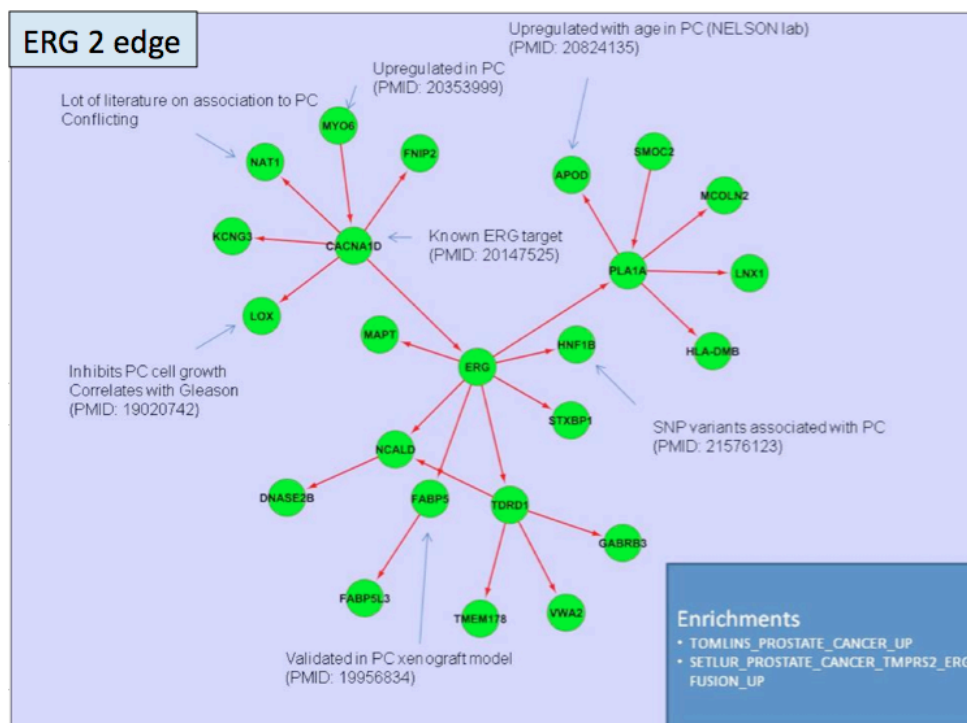 ERG 2 edge
Upregulated with age in PC (NELSON lab)
(PMID: 20824135)
Upregulated in PC
(PMID: 20353999)
Lot of literature on association to PC
Conflicting
MYO6
NAT1
FNIP2
SMOC2
APOD
MCOLN2
KCNG3
CACNA1D
Known ERG target
(PMID: 20147525)
PLA1A
LNX1
LOX
MAPT
HNF1B
HLA-DMB
ERG
Inhibits PC cell growth
Correlates with Gleason
(PMID: 19020742)
STXBP1
SNP variants associated with PC
(PMID: 21576123)
NCALD
DNASE2B
FABP5
TDRD1
GABRB3
FABP5L3
TMEM178
VWA2
Validated in PC xenograft model
(PMID: 19956834)
Enrichments
• TOMLINS_PROSTATE_CANCER_UP
• SETLUR_PROSTATE_CANCER_TMPRS2_ERG
FUSION_UP